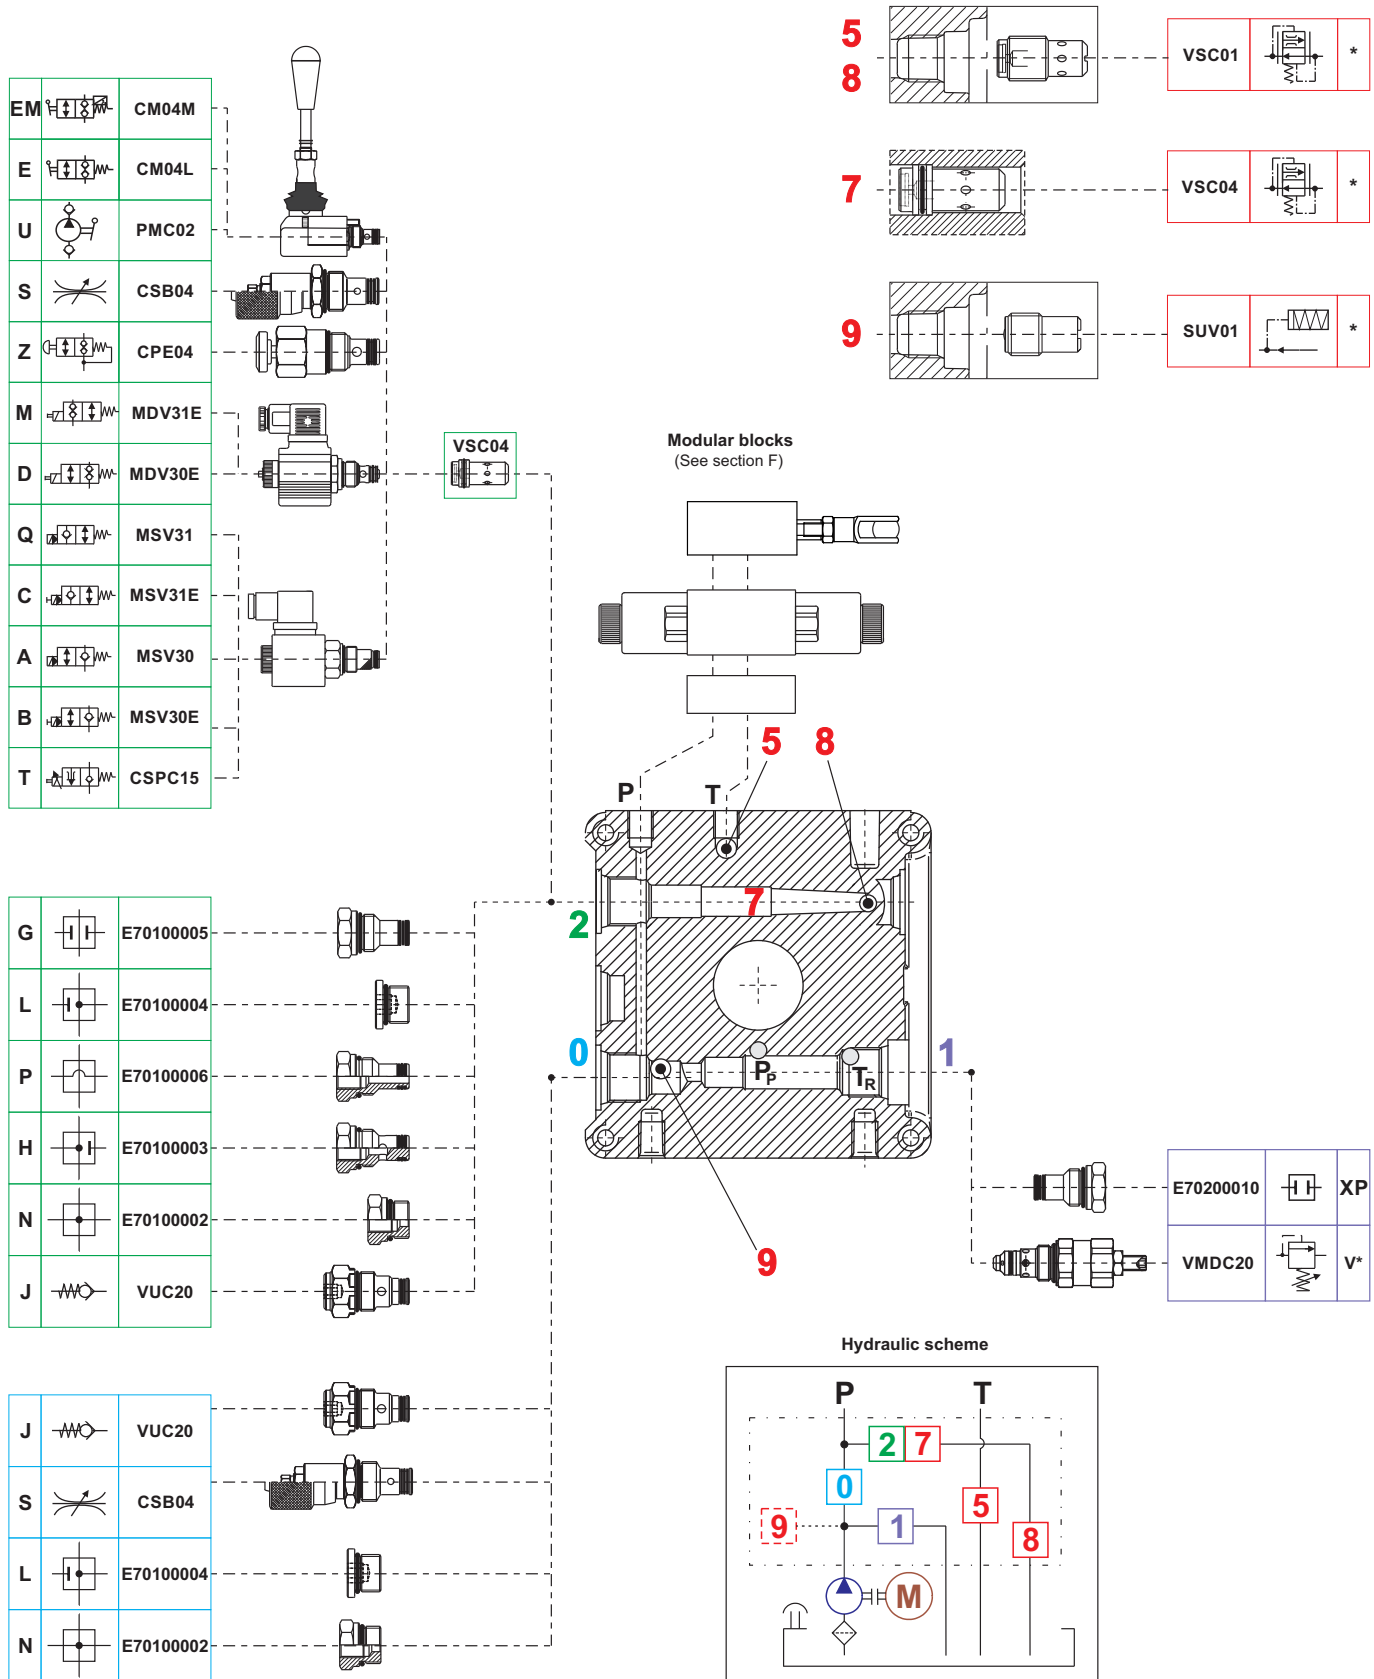 EM CM04M
E CM04L
U PMC02
S CSB04
Z CPE04
M MDV31E
D MDV30E
Q MSV31
C MSV31E
A MSV30
B MSV30E
T CSPC15
VSC04
5
8
VSC01 *
7
VSC04 *
9
SUV01 *
Modular blocks
(See section F)
5 8
P T
7
2
0
1
PP TR
9
G E70100005
L E70100004
P E70100006
H E70100003
N E70100002
J VUC20
E70200010 XP
VMDC20 V*
J VUC20
S CSB04
L E70100004
N E70100002
Hydraulic scheme
P T
2 7
0
5
9 1
8
M